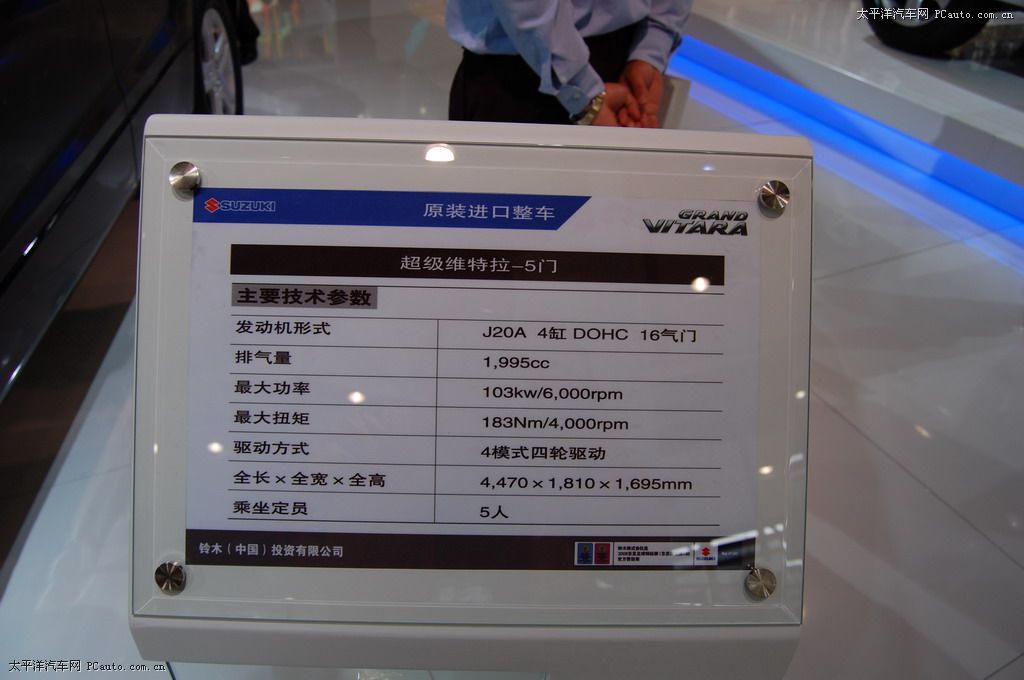 太平洋汽车网 PCauto.com.cn
SUZUKI 原装进口整车 GRAND VITARA
超级维特拉-5门
主要技术参数
发动机形式 J20A 4缸 DOHC 16气门
排气量 1,995cc
最大功率 103kw/6,000rpm
最大扭矩 183Nm/4,000rpm
驱动方式 4模式四轮驱动
全长×全宽×全高 4,470×1,810×1,695mm
乘坐定员 5人
铃木（中国）投资有限公司
SUZUKI
太平洋汽车网 PCauto.com.cn